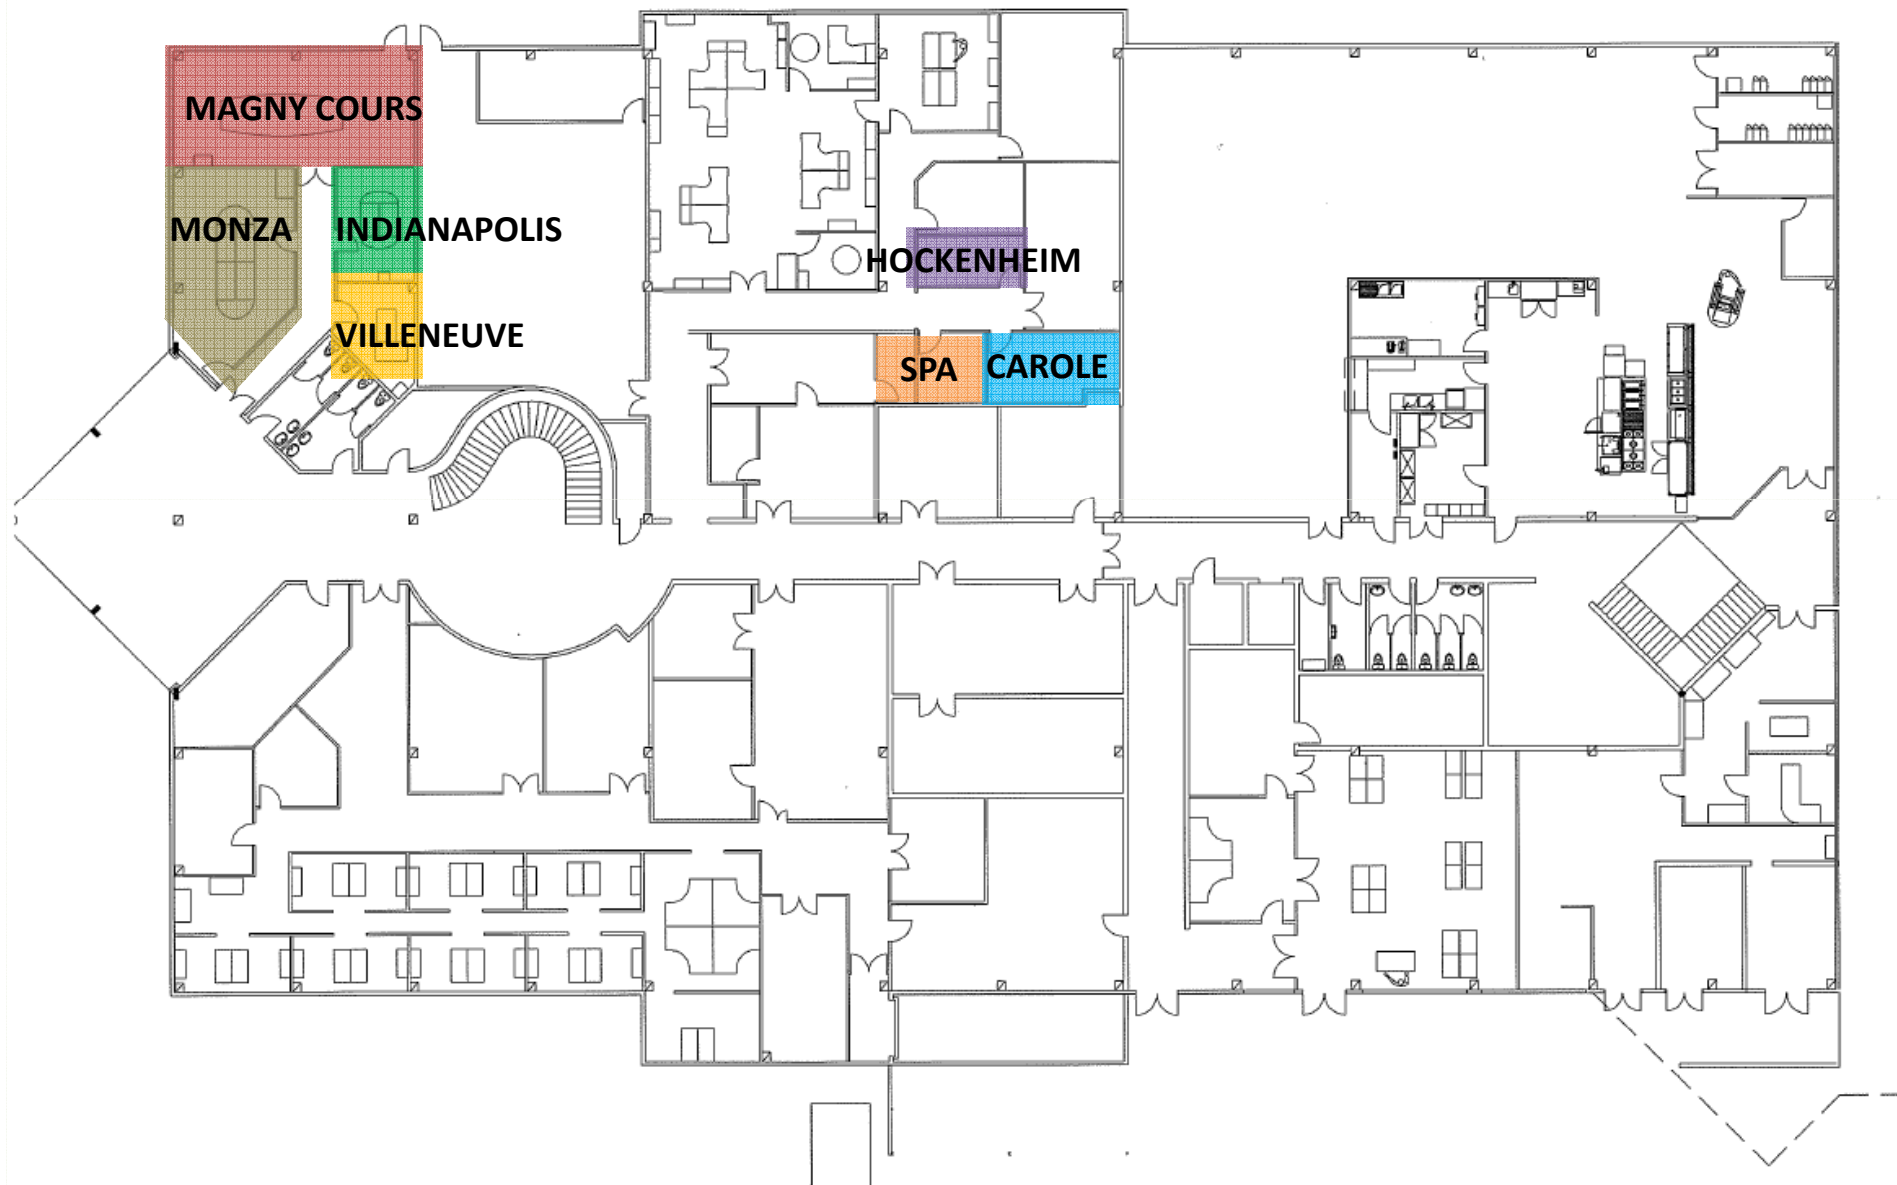 MAGNY COURS
MONZA
INDIANAPOLIS
HOCKENHEIM
VILLENEUVE
SPA
CAROLE